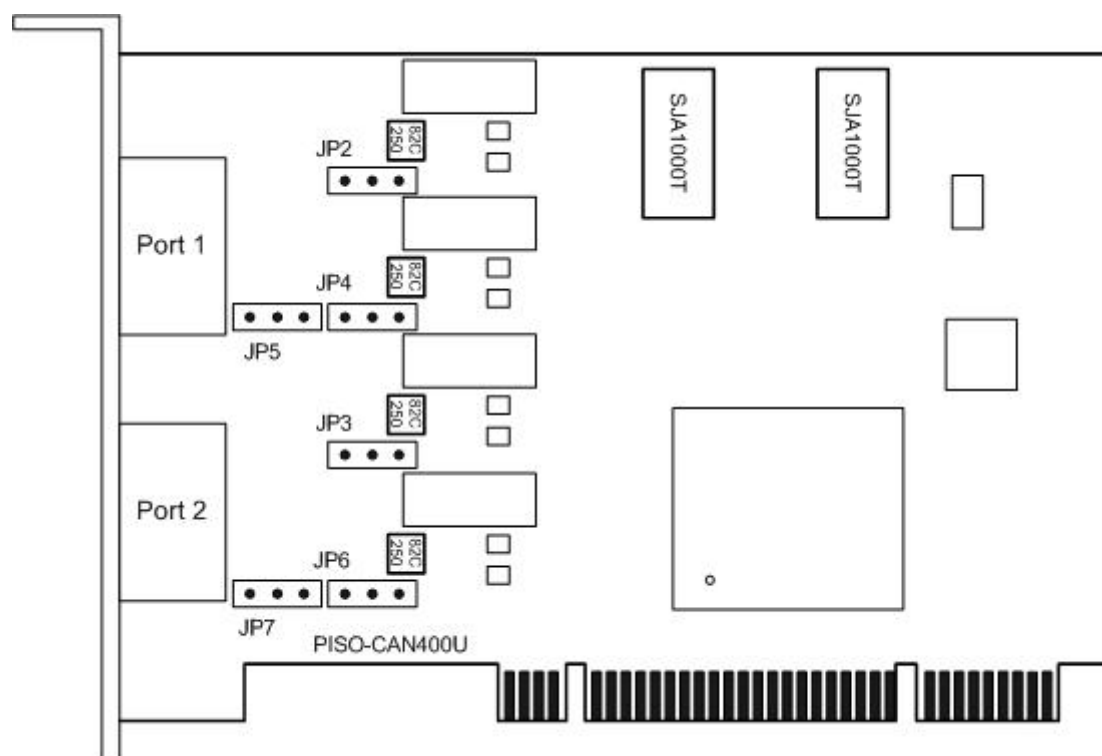 SJA1000T
SJA1000T
82C
250
JP2
Port 1
82C
250
JP4
JP5
82C
250
JP3
Port 2
82C
250
JP6
JP7
PISO-CAN400U